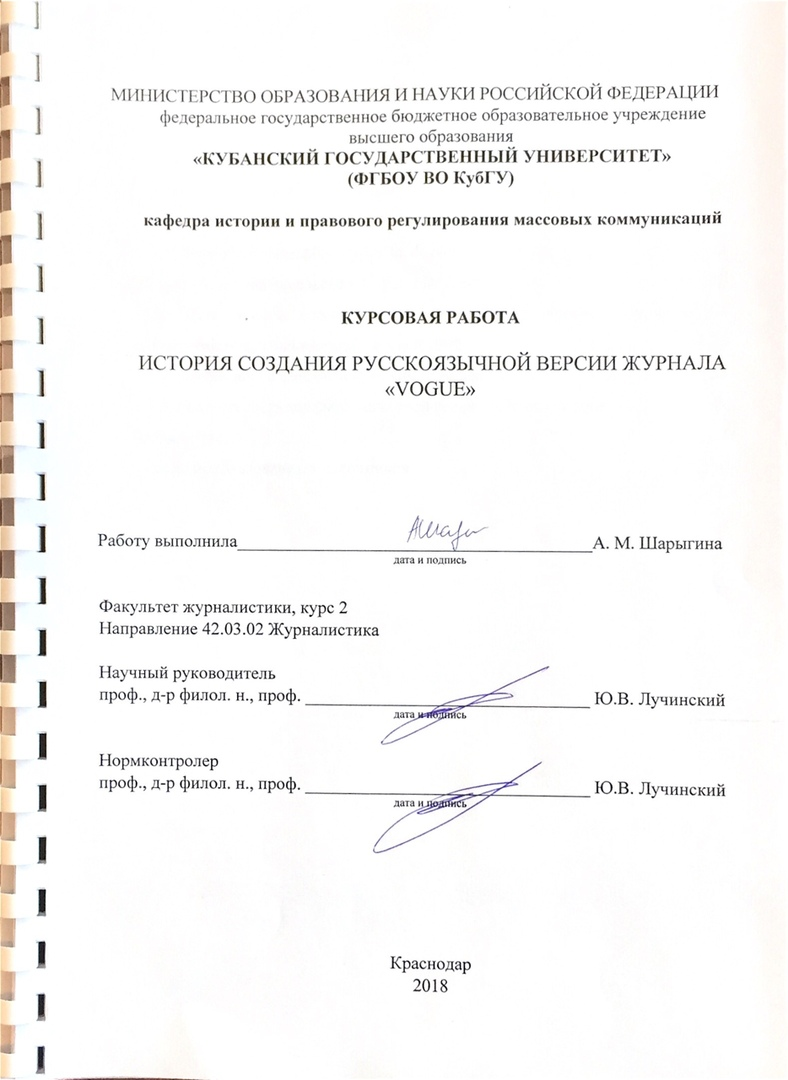 МИНИСТЕРСТВО ОБРАЗОВАНИЯ И НАУКИ РОССИЙСКОЙ ФЕДЕРАЦИИ
федеральное государственное бюджетное образовательное учреждение
высшего образования
«КУБАНСКИЙ ГОСУДАРСТВЕННЫЙ УНИВЕРСИТЕТ»
(ФГБОУ ВО КубГУ)
кафедра истории и правового регулирования массовых коммуникаций
КУРСОВАЯ РАБОТА
ИСТОРИЯ СОЗДАНИЯ РУССКОЯЗЫЧНОЙ ВЕРСИИ ЖУРНАЛА
«VOGUE»
Работу выполнила А. М. Шарыгина
дата и подпись
Факультет журналистики, курс 2
Направление 42.03.02 Журналистика
Научный руководитель
проф., д-р филол. н., проф. Ю.В. Лучинский
дата и подпись
Нормконтролер
проф., д-р филол. н., проф. Ю.В. Лучинский
дата и подпись
Краснодар
2018